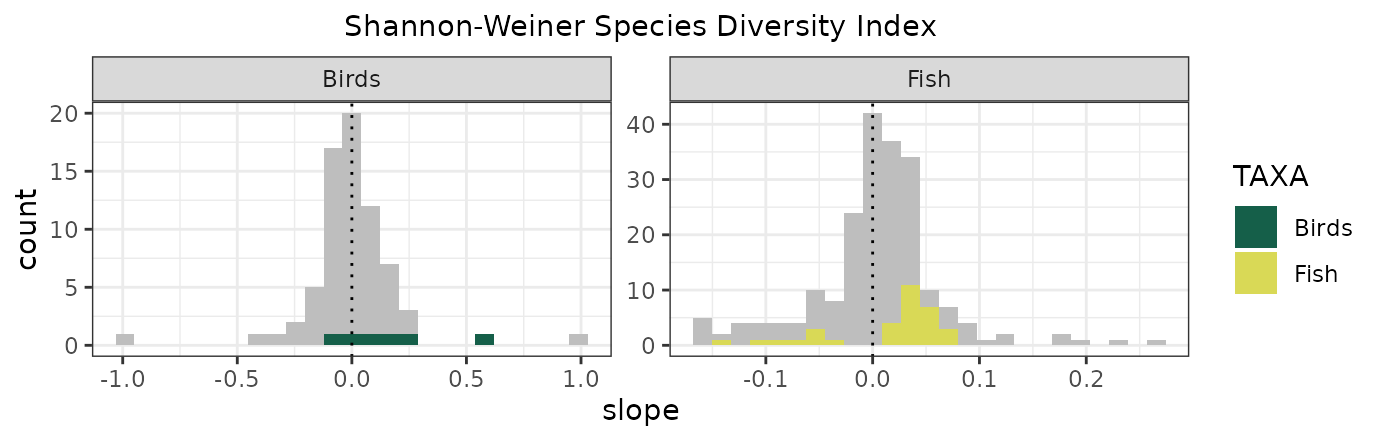 Shannon-Weiner Species Diversity Index
Birds
Fish
count
20
15
10
5
0
40
30
20
10
0
-1.0 -0.5 0.0 0.5 1.0
-0.1 0.0 0.1 0.2
slope
TAXA
Birds
Fish